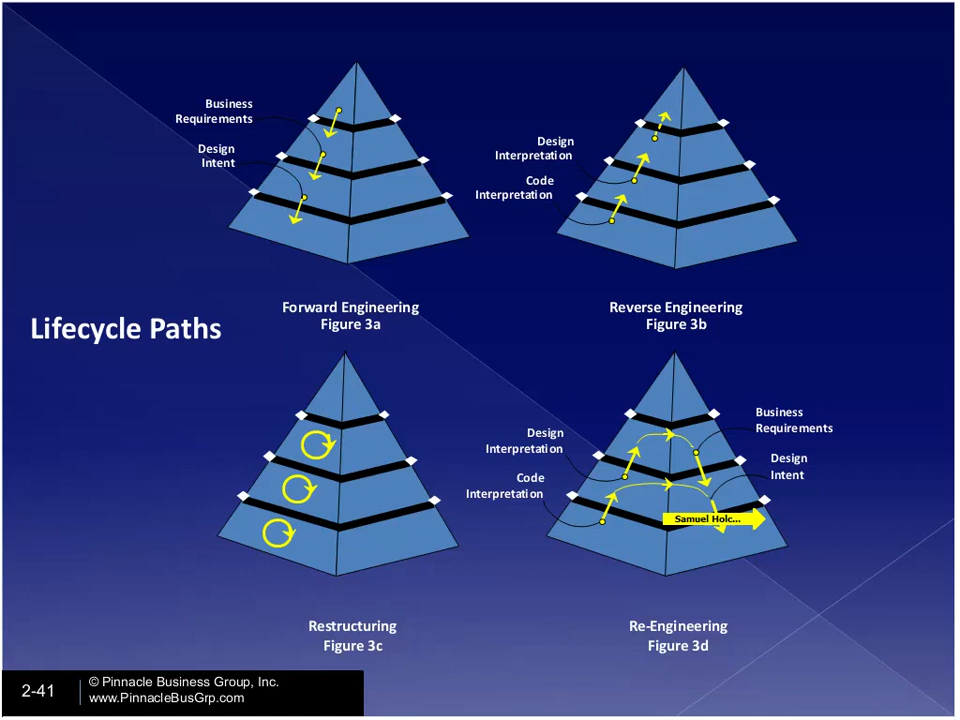 Business
Requirements
Design
Intent
Design
Interpretation
Code
Interpretation
Forward Engineering
Figure 3a
Reverse Engineering
Figure 3b
Lifecycle Paths
Design
Interpretation
Code
Interpretation
Business
Requirements
Design
Intent
Samuel Holc...
Restructuring
Figure 3c
Re-Engineering
Figure 3d
2-41
© Pinnacle Business Group, Inc.
www.PinnacleBusGrp.com